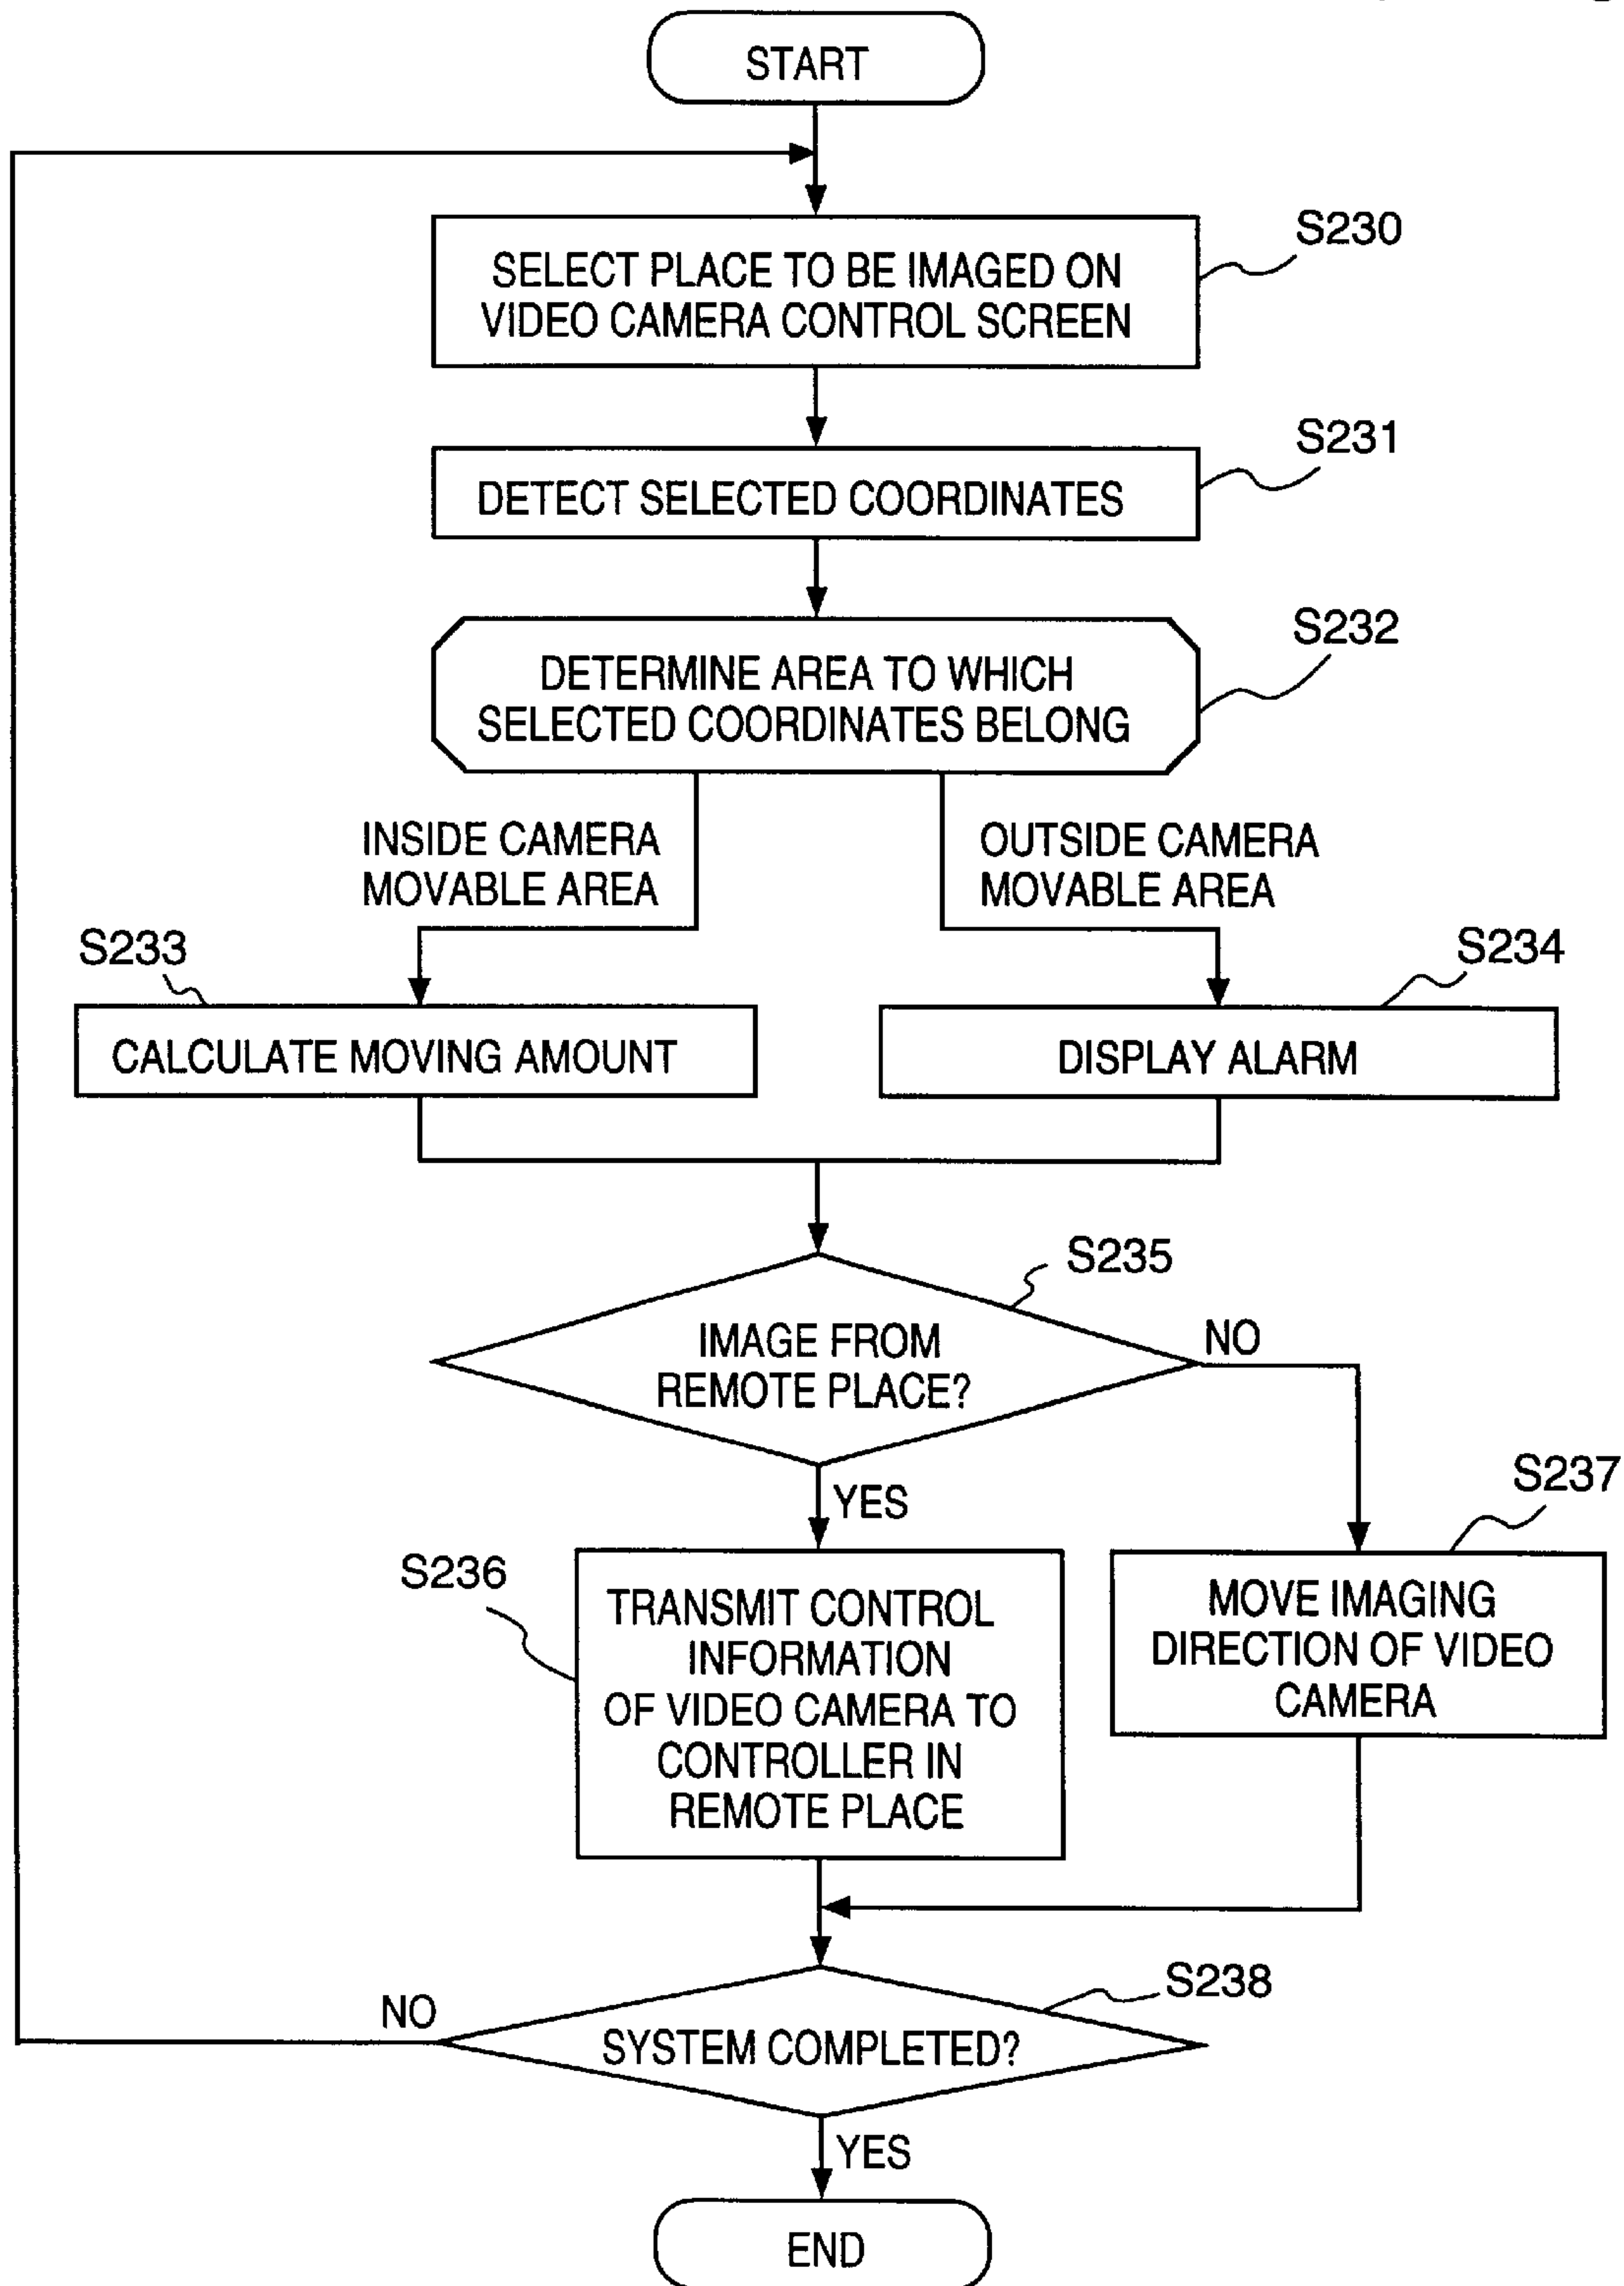 START
S230
SELECT PLACE TO BE IMAGED ON
VIDEO CAMERA CONTROL SCREEN
S231
DETECT SELECTED COORDINATES
S232
DETERMINE AREA TO WHICH
SELECTED COORDINATES BELONG
INSIDE CAMERA
MOVABLE AREA
OUTSIDE CAMERA
MOVABLE AREA
S233
CALCULATE MOVING AMOUNT
S234
DISPLAY ALARM
S235
IMAGE FROM
REMOTE PLACE?
NO
YES
S236
TRANSMIT CONTROL
INFORMATION
OF VIDEO CAMERA TO
CONTROLLER IN
REMOTE PLACE
S237
MOVE IMAGING
DIRECTION OF VIDEO
CAMERA
S238
NO
SYSTEM COMPLETED?
YES
END